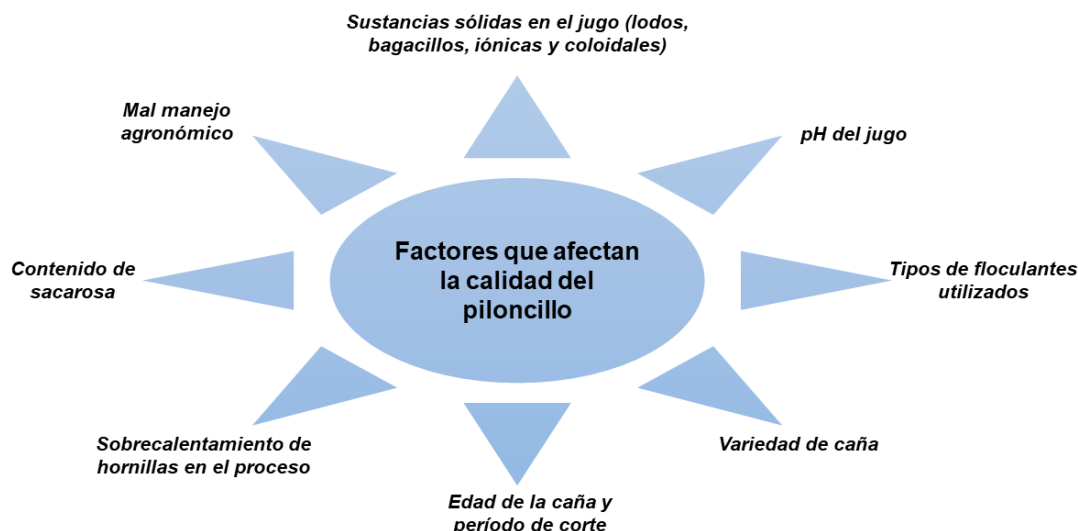 Sustancias sólidas en el jugo (lodos,
bagacillos, iónicas y coloidales)
Mal manejo
agronómico
pH del jugo
Factores que afectan
la calidad del
piloncillo
Contenido de
sacarosa
Tipos de floculantes
utilizados
Sobrecalentamiento de
hornillas en el proceso
Variedad de caña
Edad de la caña y
período de corte